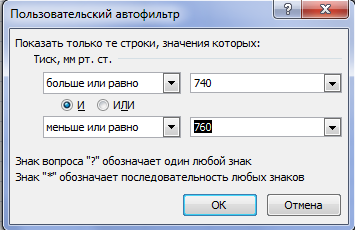 Пользовательский автофильтр
Показать только те строки, значения которых:
Тиск, мм рт. ст.
больше или равно 740
И ИЛИ
меньше или равно 760
Знак вопроса "?" обозначает один любой знак
Знак "*" обозначает последовательность любых знаков
ОК Отмена